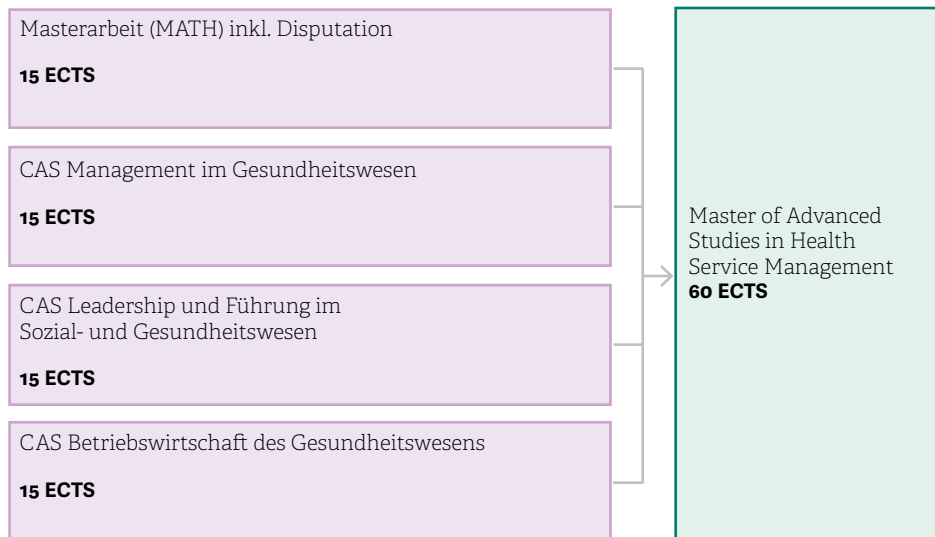 Masterarbeit (MATH) inkl. Disputation
15 ECTS
CAS Management im Gesundheitswesen
15 ECTS
CAS Leadership und Führung im
Sozial- und Gesundheitswesen
15 ECTS
CAS Betriebswirtschaft des Gesundheitswesens
15 ECTS
Master of Advanced
Studies in Health
Service Management
60 ECTS